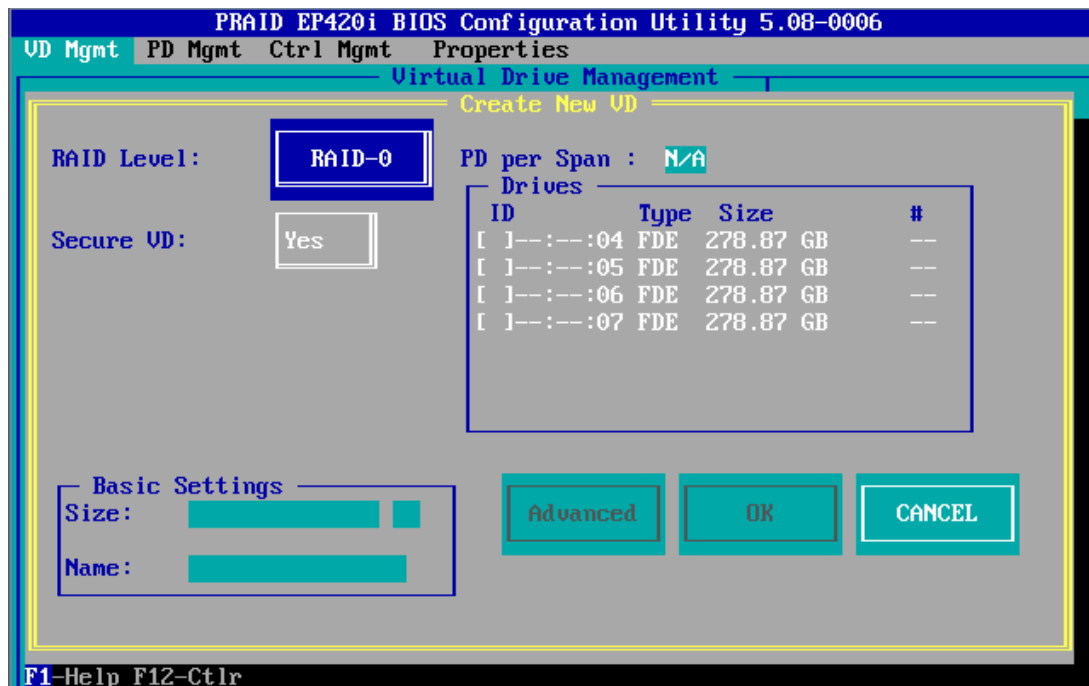 PRAID EP420i BIOS Configuration Utility 5.08-0006
VD Mgmt PD Mgmt Ctrl Mgmt Properties
Virtual Drive Management
Create New VD
RAID Level: RAID-0 PD per Span : N/A
Drives
ID Type Size #
Secure VD: Yes
[ ]--:--:04 FDE 278.87 GB --
[ ]--:--:05 FDE 278.87 GB --
[ ]--:--:06 FDE 278.87 GB --
[ ]--:--:07 FDE 278.87 GB --
Basic Settings
Size:
Name:
Advanced OK CANCEL
F1-Help F12-Ctlr